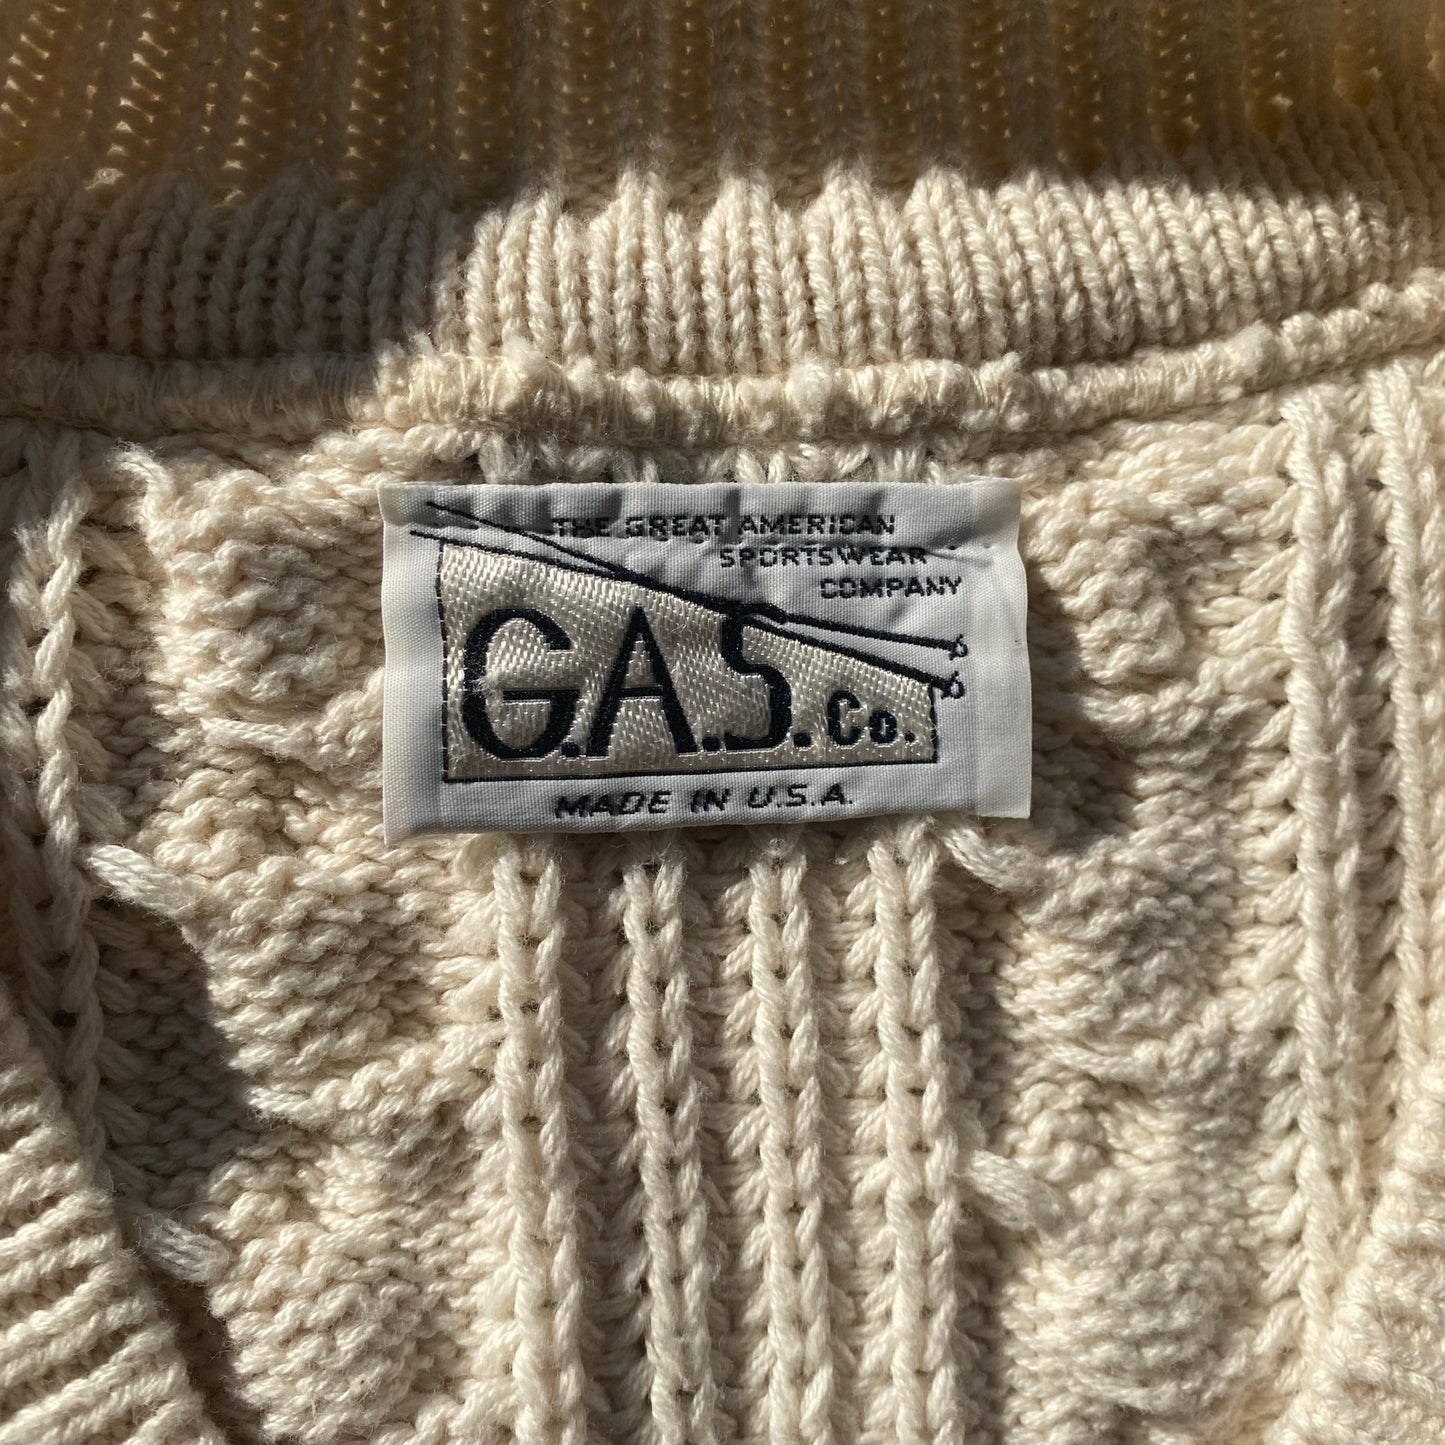 THE GREAT AMERICAN
SPORTSWEAR
COMPANY
G.A.S. Co.
MADE IN U.S.A.